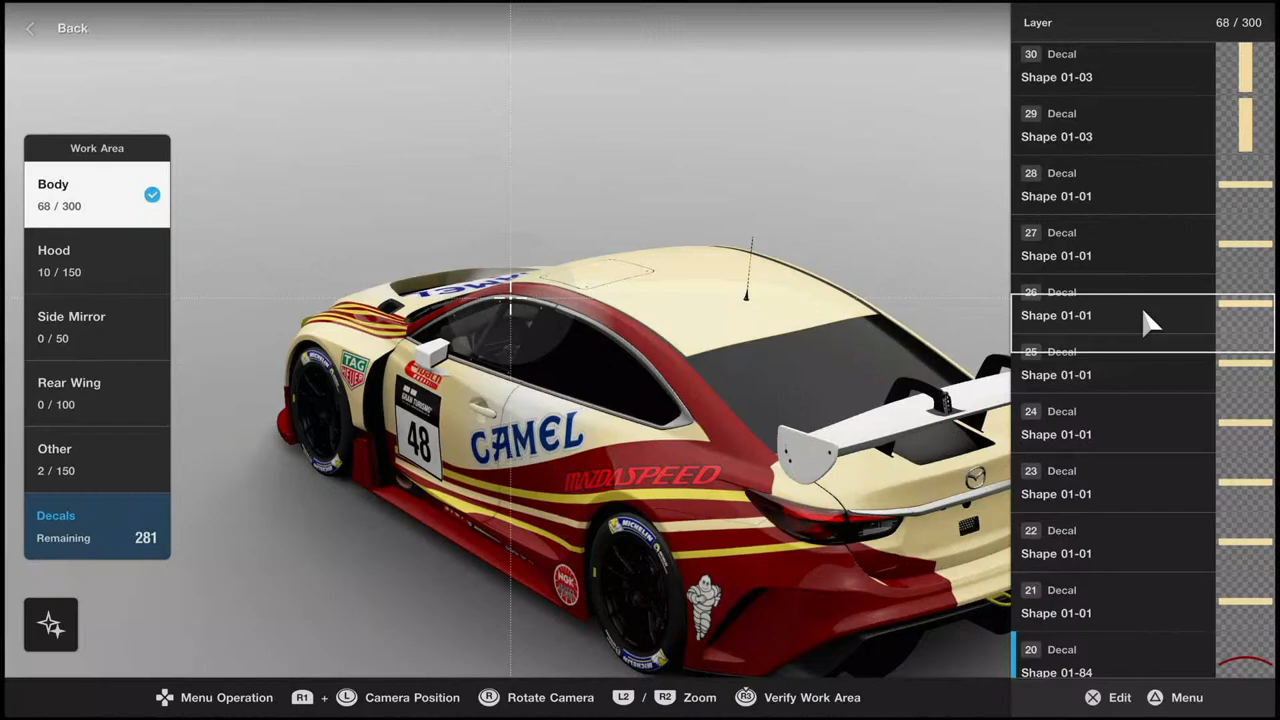 Back
Layer
68 / 300
Work Area
Body
68 / 300
Hood
10 / 150
Side Mirror
0 / 50
Rear Wing
0 / 100
Other
2 / 150
Decals
Remaining
281
30 Decal
Shape 01-03
29 Decal
Shape 01-03
28 Decal
Shape 01-01
27 Decal
Shape 01-01
26 Decal
Shape 01-01
25 Decal
Shape 01-01
24 Decal
Shape 01-01
23 Decal
Shape 01-01
22 Decal
Shape 01-01
21 Decal
Shape 01-01
20 Decal
Shape 01-84
TAG
HEUER
GRAN TURISMO
48
CAMEL
MAZDASPEED
MICHELIN
NGK
Menu Operation
R1 + L Camera Position
R Rotate Camera
L2 / R2 Zoom
R3 Verify Work Area
Edit
Menu